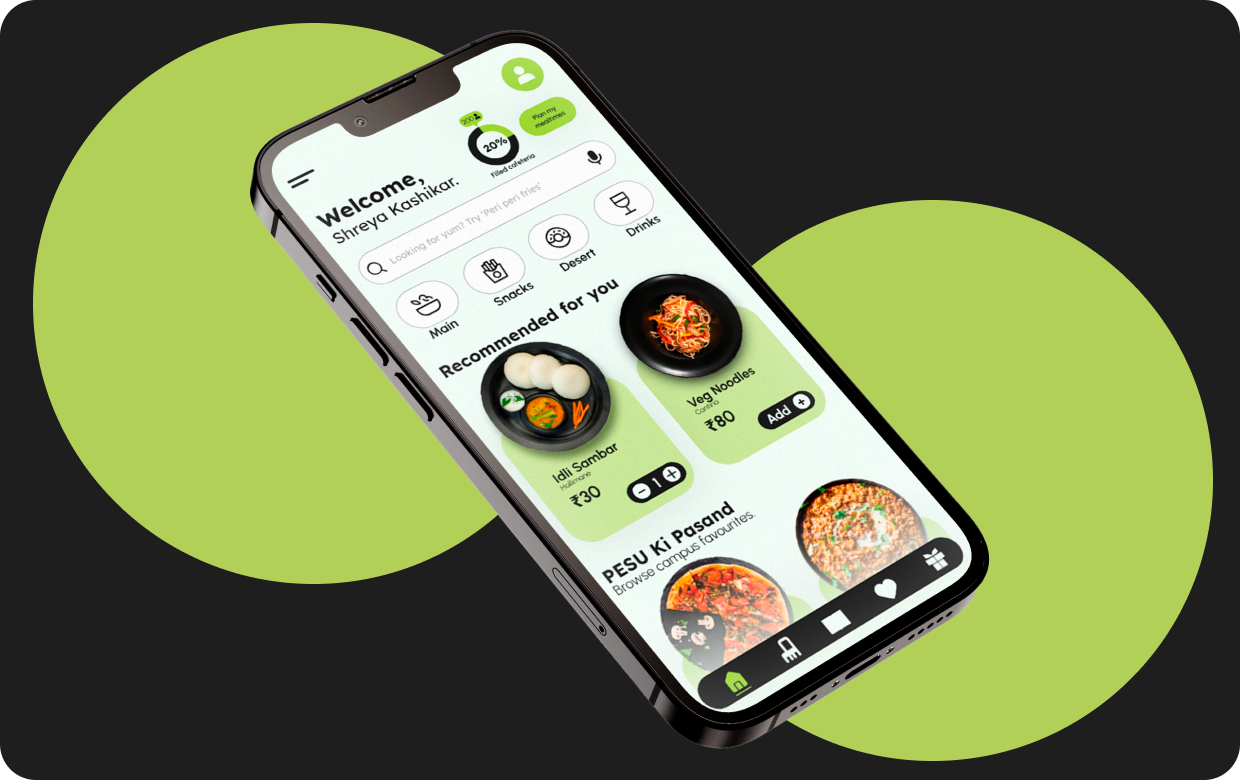 200
20%
Filled cafeteria
Plan my
mealtimes
Welcome,
Shreya Kashikar.
Looking for yum? Try 'Peri peri fries'
Main
Snacks
Desert
Drinks
Recommended for you
Idli Sambar
Hallimane
₹30
1
Veg Noodles
Cantina
₹80
Add
PESU Ki Pasand
Browse campus favourites.